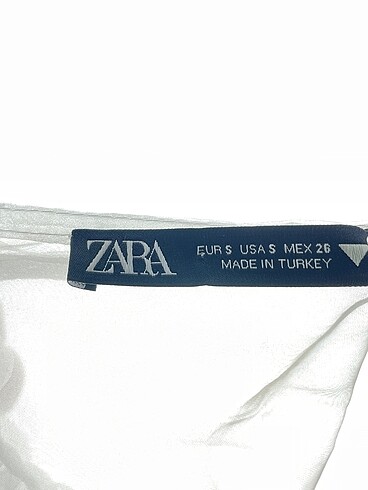 ZARA
EUR S USA S MEX 26
MADE IN TURKEY